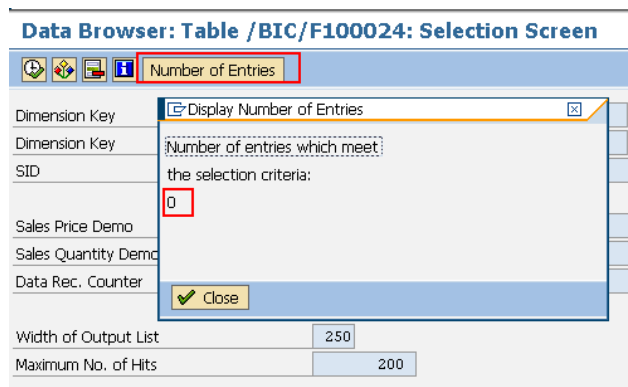 Data Browser: Table /BIC/F100024: Selection Screen
Number of Entries
Display Number of Entries
Dimension Key
Dimension Key
Number of entries which meet
SID
the selection criteria:
0
Sales Price Demo
Sales Quantity Demo
Data Rec. Counter
Close
Width of Output List 250
Maximum No. of Hits 200